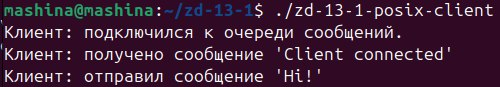 mashina@mashina:~/zd-13-1$ ./zd-13-1-posix-client
Клиент: подключился к очереди сообщений.
Клиент: получено сообщение 'Client connected'
Клиент: отправил сообщение 'Hi!'